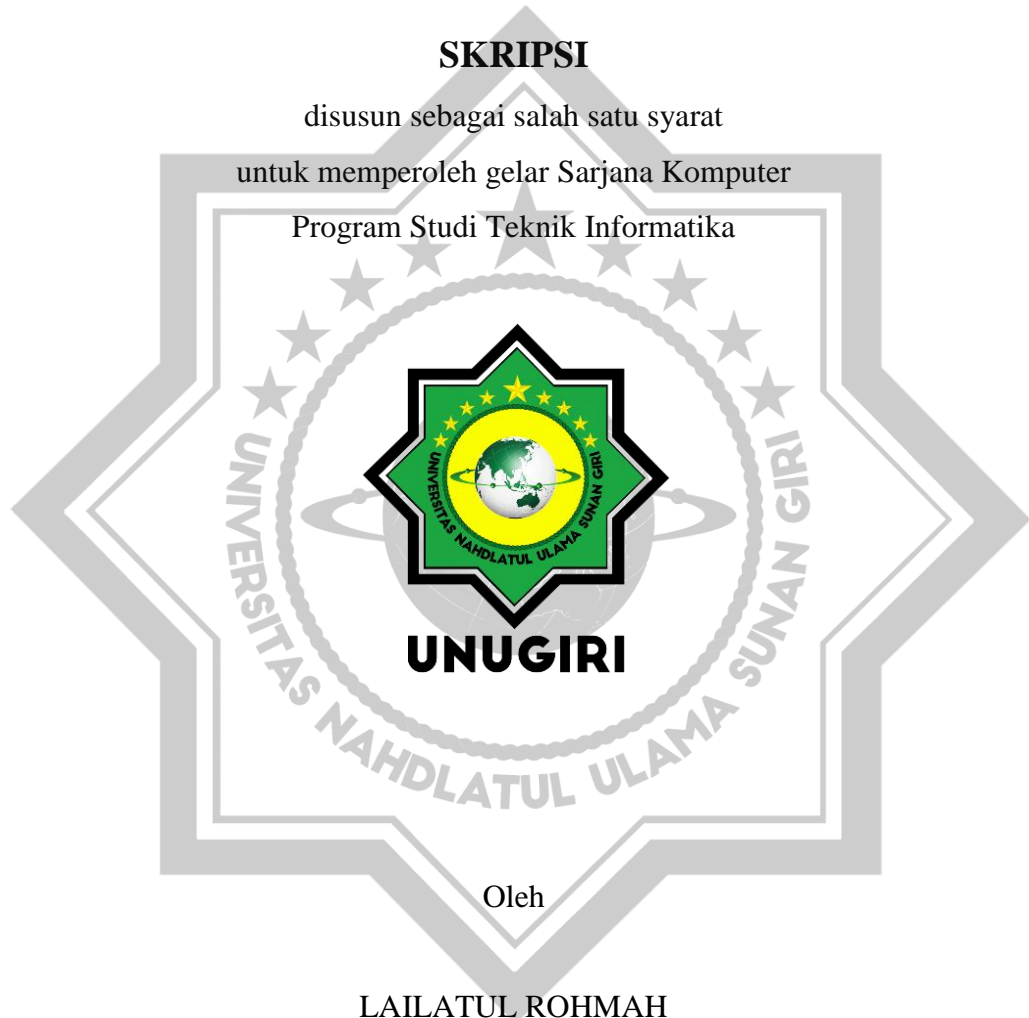 SKRIPSI
disusun sebagai salah satu syarat
untuk memperoleh gelar Sarjana Komputer
Program Studi Teknik Informatika
UNIVERSITAS NAHDLATUL ULAMA SUNAN GIRI
UNIVERSITAS NAHDLATUL ULAMA SUNAN GIRI
UNUGIRI
Oleh
LAILATUL ROHMAH